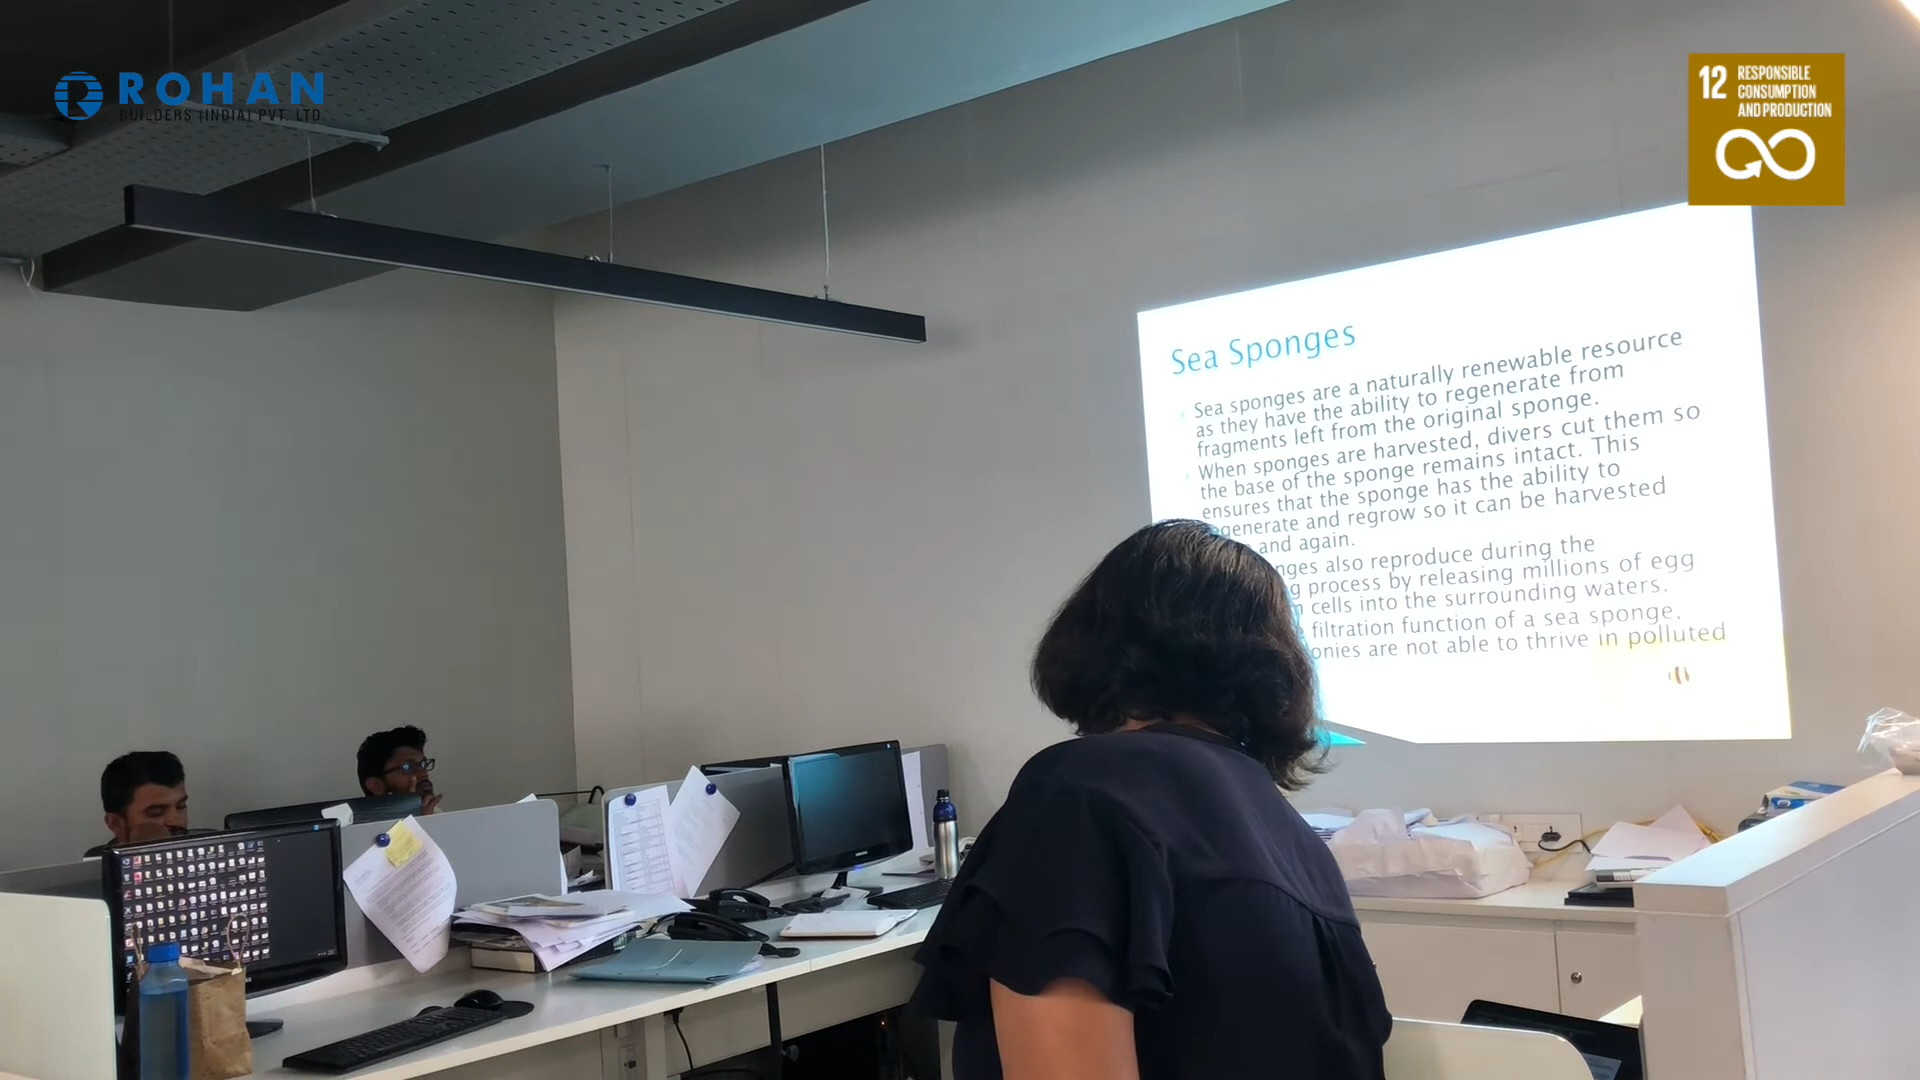 ROHAN
BUILDERS (INDIA) PVT. LTD.
12 RESPONSIBLE
CONSUMPTION
AND PRODUCTION
Sea Sponges
Sea sponges are a naturally renewable resource
as they have the ability to regenerate from
fragments left from the original sponge.
When sponges are harvested, divers cut them so
the base of the sponge remains intact. This
ensures that the sponge has the ability to
regenerate and regrow so it can be harvested
and again.
also reproduce during the
process by releasing millions of egg
cells into the surrounding waters.
filtration function of a sea sponge,
are not able to thrive in polluted